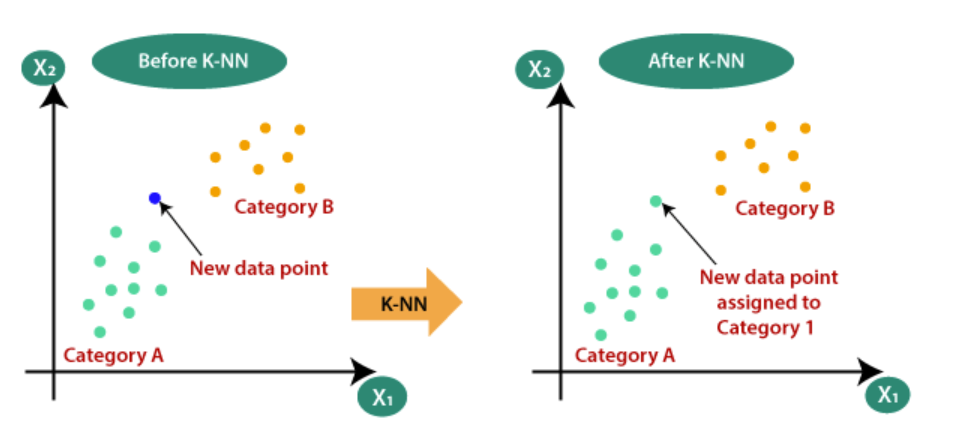 Before K-NN
X₂
Category B
New data point
Category A
X₁
K-NN
After K-NN
X₂
Category B
New data point
assigned to
Category 1
Category A
X₁